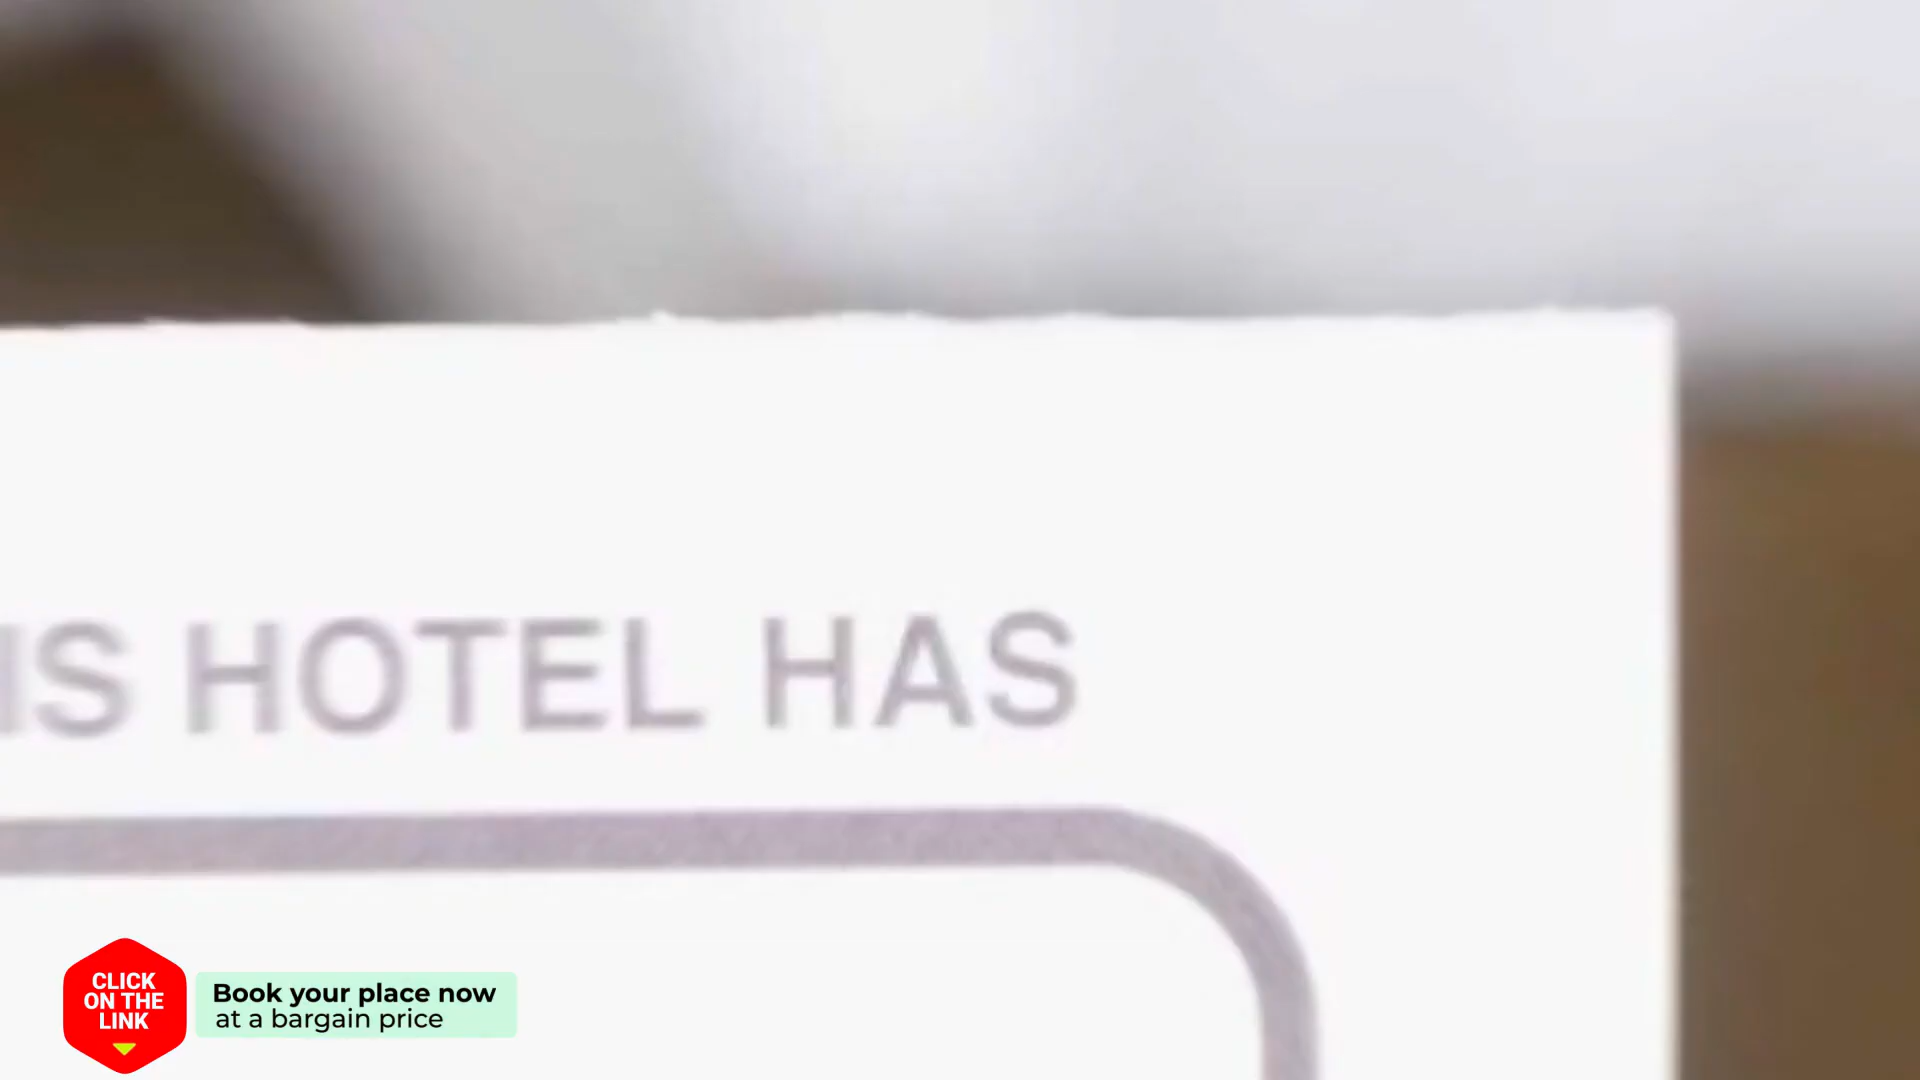 HOTEL HAS
CLICK
ON THE
LINK
Book your place now
at a bargain price